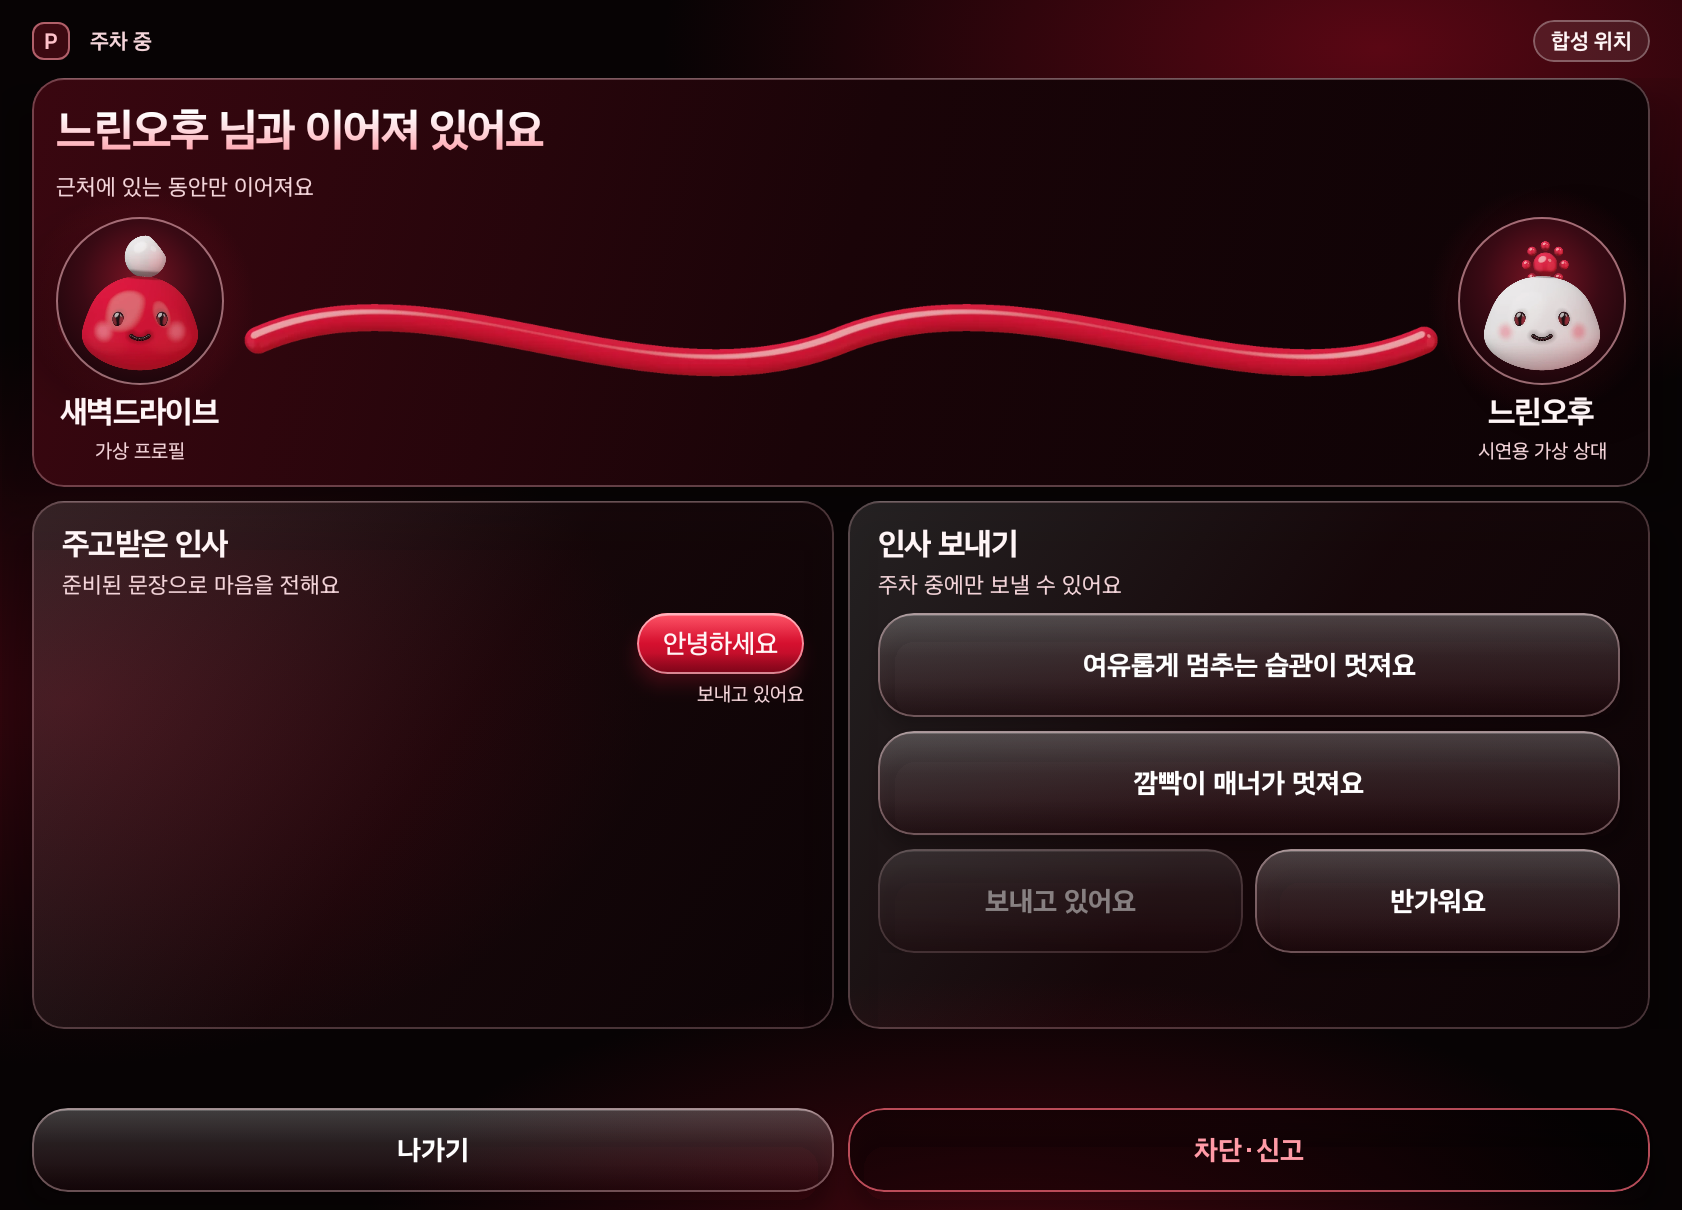 P 주차 중
합성 위치
느린오후 님과 이어져 있어요
근처에 있는 동안만 이어져요
새벽드라이브
가상 프로필
느린오후
시연용 가상 상대
주고받은 인사
준비된 문장으로 마음을 전해요
안녕하세요
보내고 있어요
인사 보내기
주차 중에만 보낼 수 있어요
여유롭게 멈추는 습관이 멋져요
깜빡이 매너가 멋져요
보내고 있어요
반가워요
나가기
차단·신고